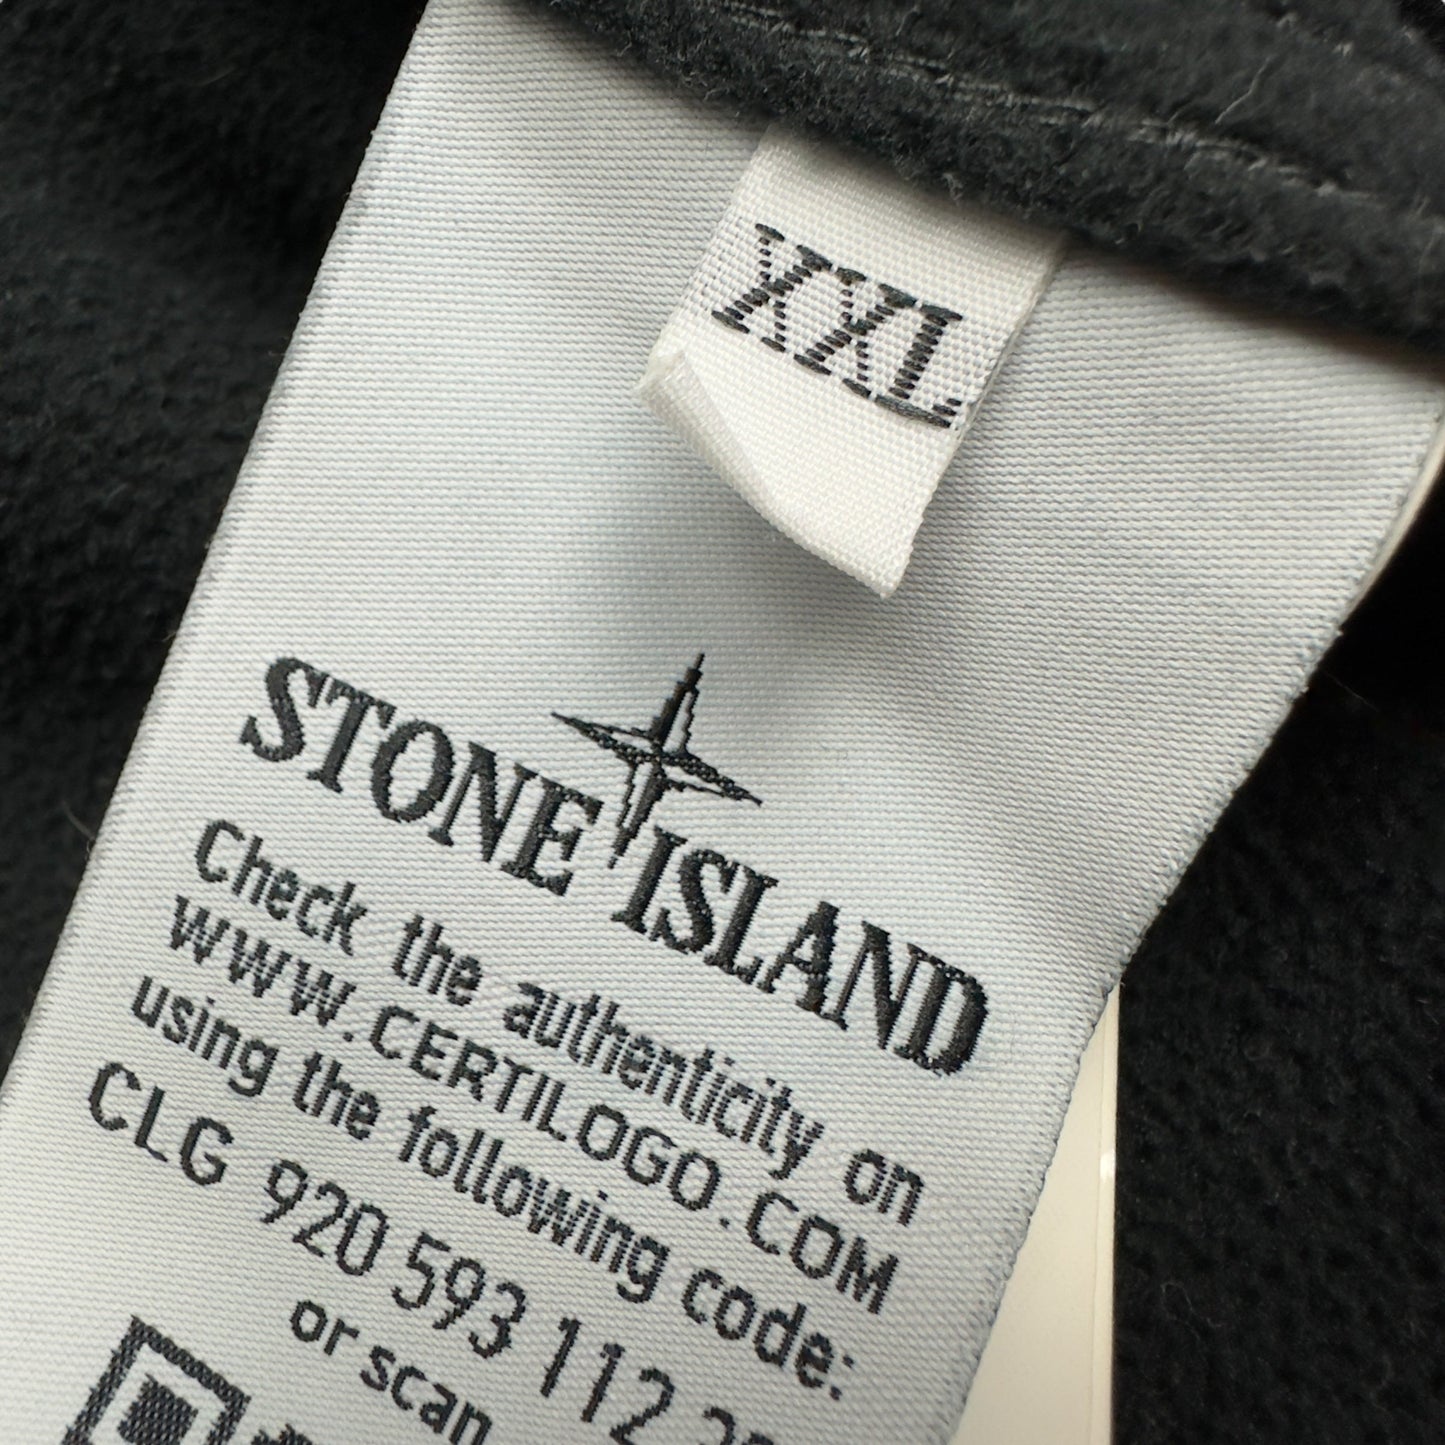 XXL
STONE ISLAND
Check the authenticity on
WWW.CERTILOGO.COM
using the following code:
CLG 920 593 112
or scan